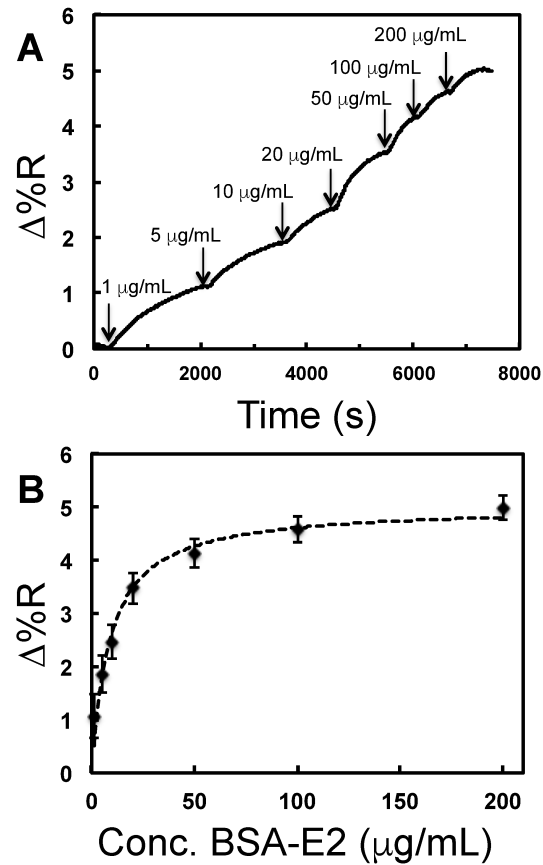 A
6
200 μg/mL
5
100 μg/mL
50 μg/mL
4
20 μg/mL
3
10 μg/mL
2
5 μg/mL
1
1 μg/mL
0
Δ%R
0 2000 4000 6000 8000
Time (s)
B
6
5
4
3
2
1
0
Δ%R
0 50 100 150 200
Conc. BSA-E2 (μg/mL)